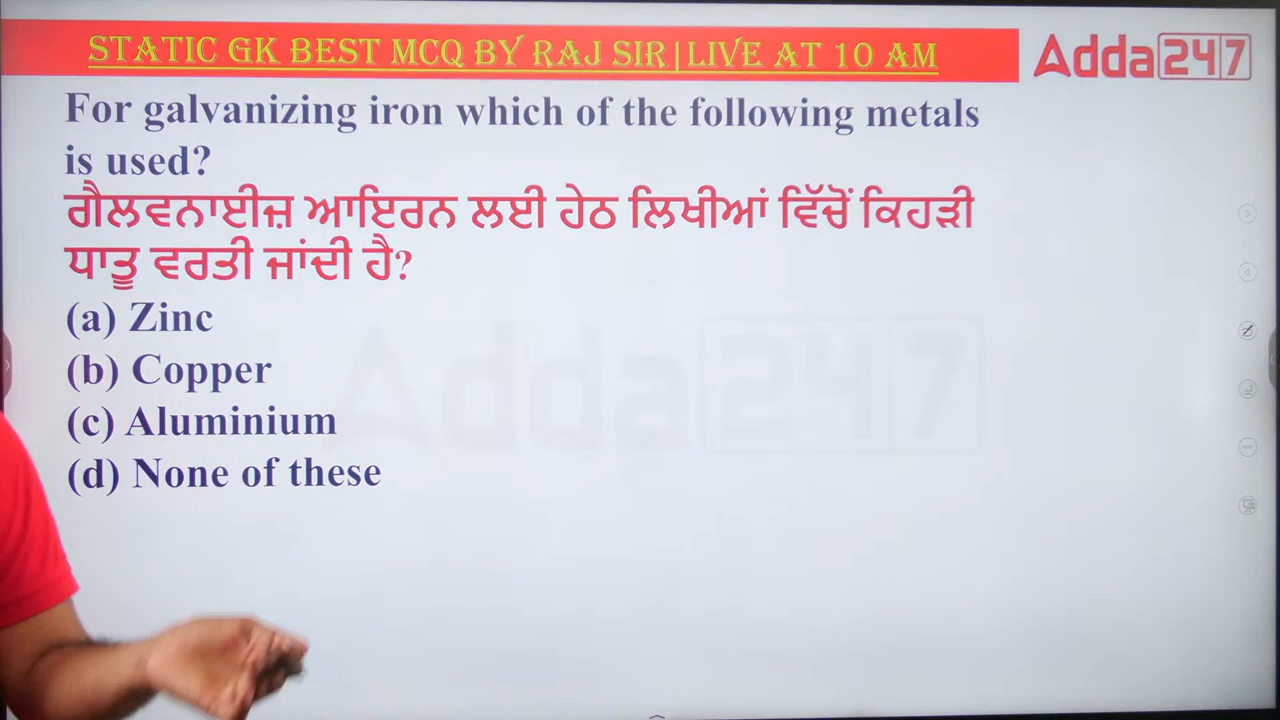 STATIC GK BEST MCQ BY RAJ SIR|LIVE AT 10 AM
Adda247
For galvanizing iron which of the following metals
is used?
ਗੈਲਵਨਾਈਜ਼ ਆਇਰਨ ਲਈ ਹੇਠ ਲਿਖੀਆਂ ਵਿੱਚੋਂ ਕਿਹੜੀ
ਧਾਤੂ ਵਰਤੀ ਜਾਂਦੀ ਹੈ?
(a) Zinc
(b) Copper
(c) Aluminium
(d) None of these
Adda247